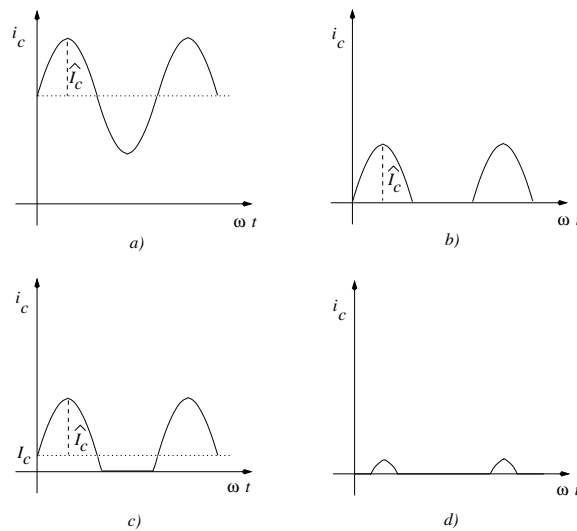 i_c
Î_c
ω t
a)
i_c
Î_c
ω t
b)
i_c
Î_c
I_c
ω t
c)
i_c
ω t
d)